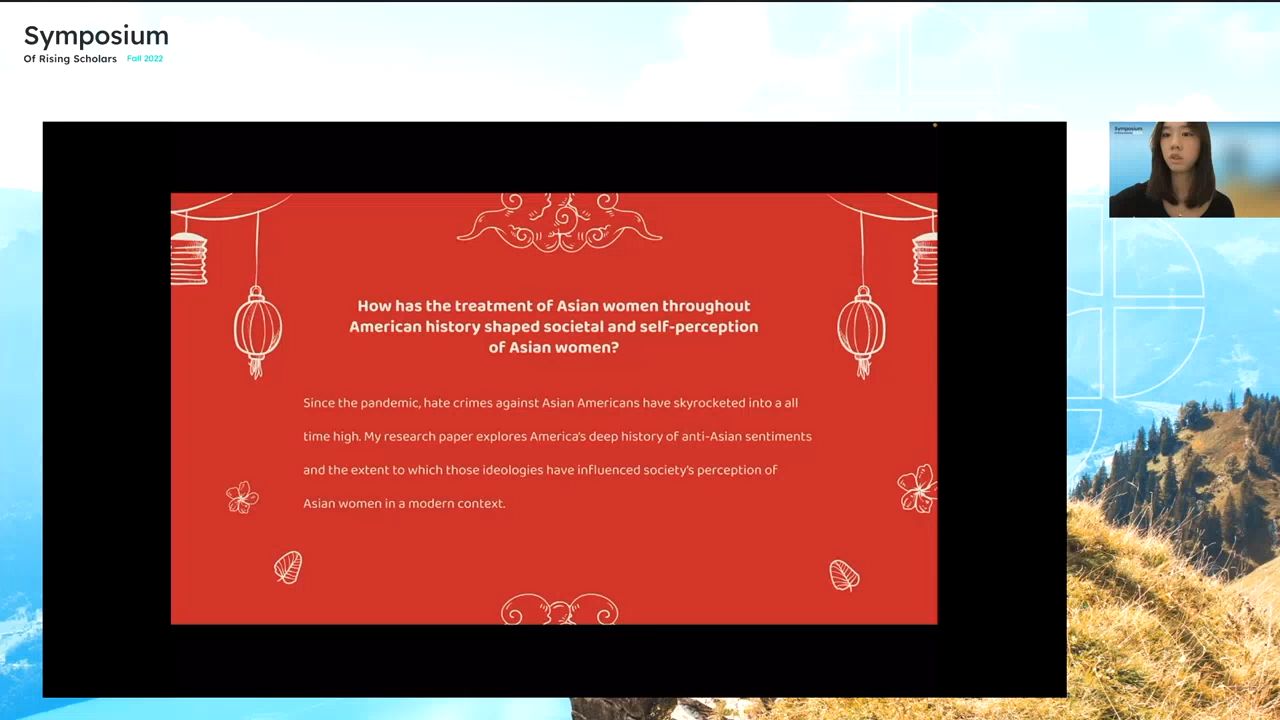 Symposium
Of Rising Scholars Fall 2022
Symposium
How has the treatment of Asian women throughout
American history shaped societal and self-perception
of Asian women?
Since the pandemic, hate crimes against Asian Americans have skyrocketed into a all
time high. My research paper explores America's deep history of anti-Asian sentiments
and the extent to which those ideologies have influenced society's perception of
Asian women in a modern context.